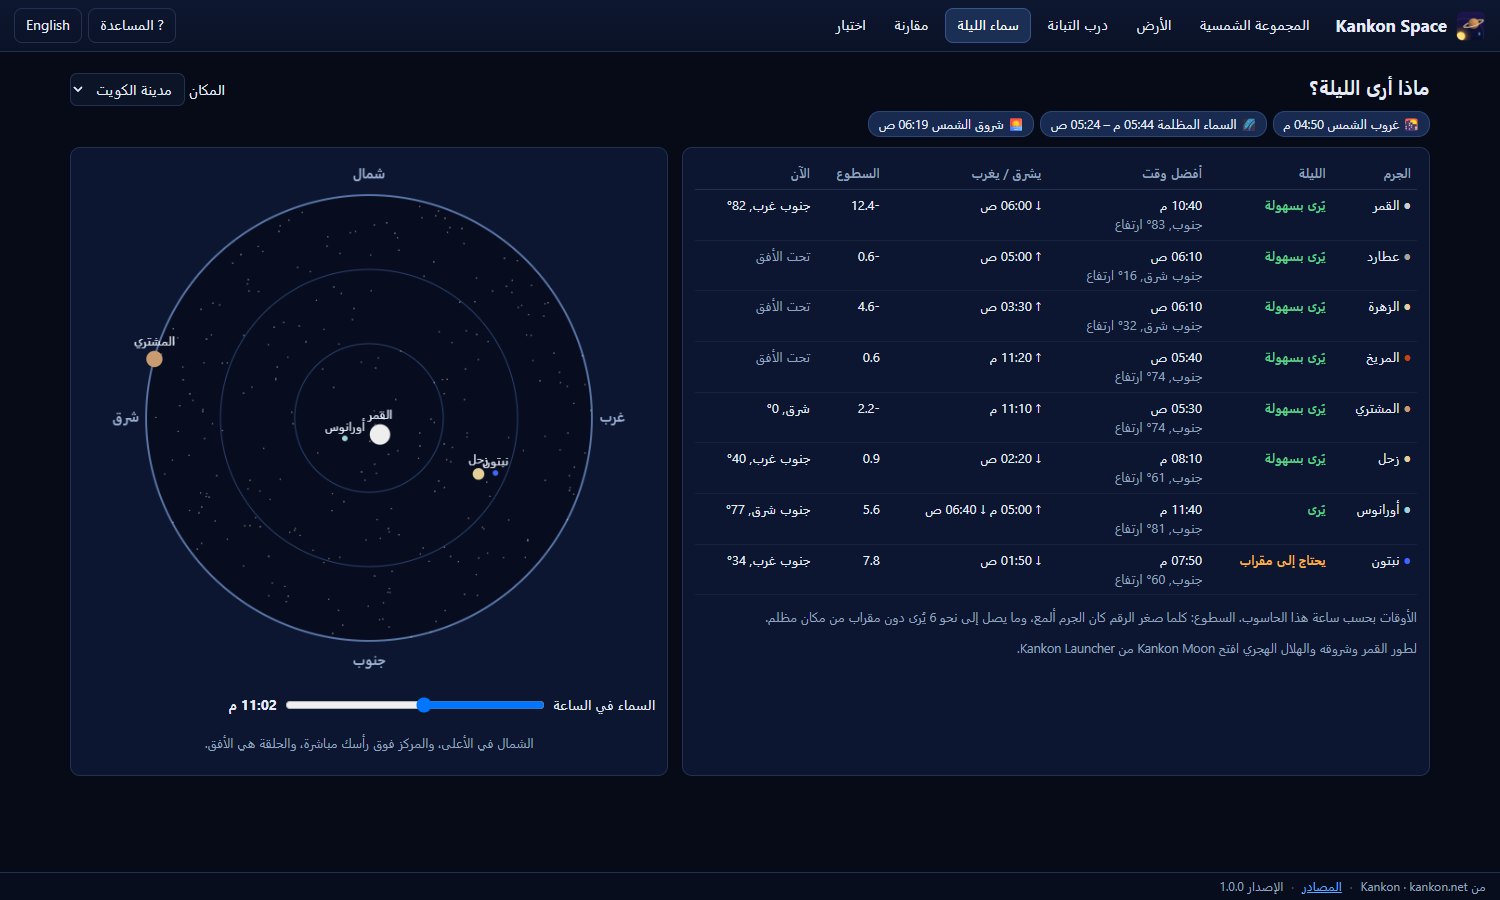 Kankon Space
المجموعة الشمسية
الأرض
درب التبانة
سماء الليلة
مقارنة
اختبار
? المساعدة
English
ماذا أرى الليلة؟
المكان
مدينة الكويت
غروب الشمس 04:50 م
السماء المظلمة 05:44 م – 05:24 ص
شروق الشمس 06:19 ص
الجرم الليلة أفضل وقت يشرق / يغرب السطوع الآن
القمر يُرى بسهولة 10:40 م ↓ 06:00 ص -12.4 جنوب غرب, 82°
جنوب, 83° ارتفاع
عطارد يُرى بسهولة 06:10 ص ↑ 05:00 ص -0.6 تحت الأفق
جنوب شرق, 16° ارتفاع
الزهرة يُرى بسهولة 06:10 ص ↑ 03:30 ص -4.6 تحت الأفق
جنوب شرق, 32° ارتفاع
المريخ يُرى بسهولة 05:40 ص ↑ 11:20 م 0.6 تحت الأفق
جنوب, 74° ارتفاع
المشتري يُرى بسهولة 05:30 ص ↑ 11:10 م -2.2 شرق, 0°
جنوب, 74° ارتفاع
زحل يُرى بسهولة 08:10 م ↓ 02:20 ص 0.9 جنوب غرب, 40°
جنوب, 61° ارتفاع
أورانوس يُرى 11:40 م ↑ 05:00 م ↓ 06:40 ص 5.6 جنوب شرق, 77°
جنوب, 81° ارتفاع
نبتون يحتاج إلى مقراب 07:50 م ↓ 01:50 ص 7.8 جنوب غرب, 34°
جنوب, 60° ارتفاع
الأوقات بحسب ساعة هذا الحاسوب. السطوع: كلما صغر الرقم كان الجرم ألمع، وما يصل إلى نحو 6 يُرى دون مقراب من مكان مظلم.
لطور القمر وشروقه والهلال الهجري افتح Kankon Moon من Kankon Launcher.
شمال
المشتري
القمر
أورانوس
غرب
شرق
نبتون
زحل
جنوب
السماء في الساعة 11:02 م
الشمال في الأعلى، والمركز فوق رأسك مباشرة، والحلقة هي الأفق.
من Kankon · kankon.net · المصادر · الإصدار 1.0.0